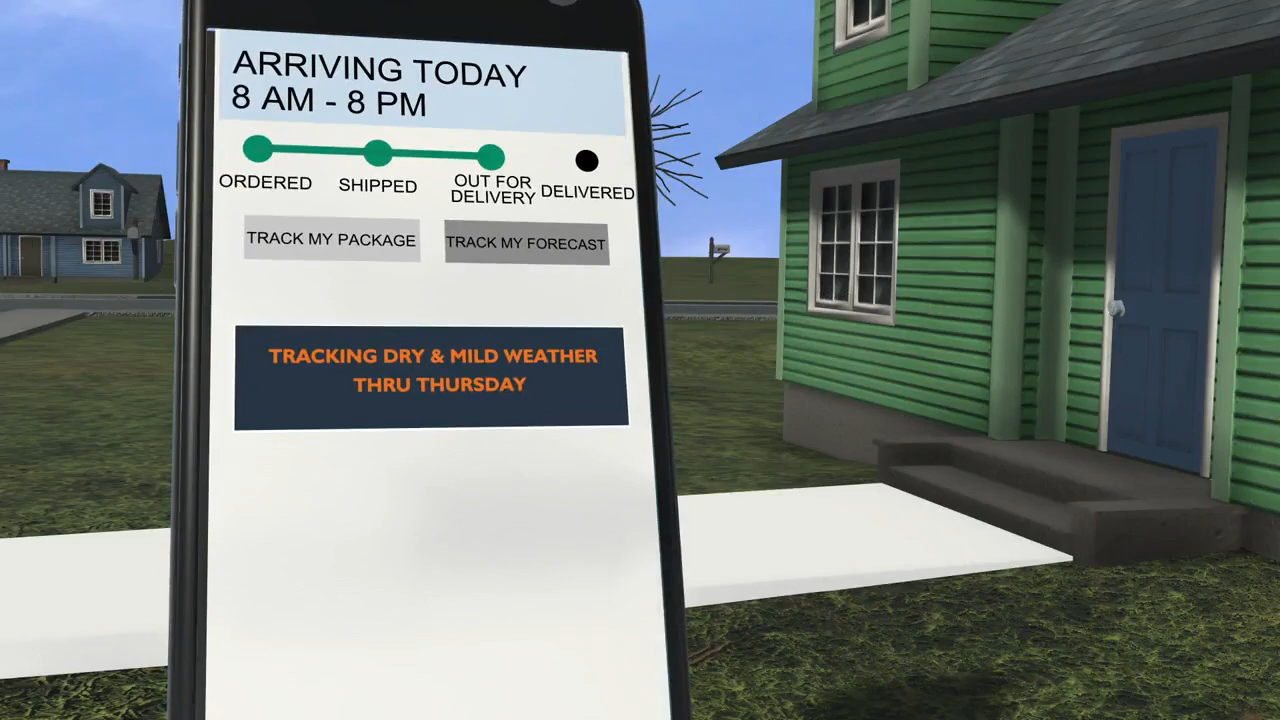 ARRIVING TODAY
8 AM - 8 PM
ORDERED
SHIPPED
OUT FOR
DELIVERY
DELIVERED
TRACK MY PACKAGE
TRACK MY FORECAST
TRACKING DRY & MILD WEATHER
THRU THURSDAY